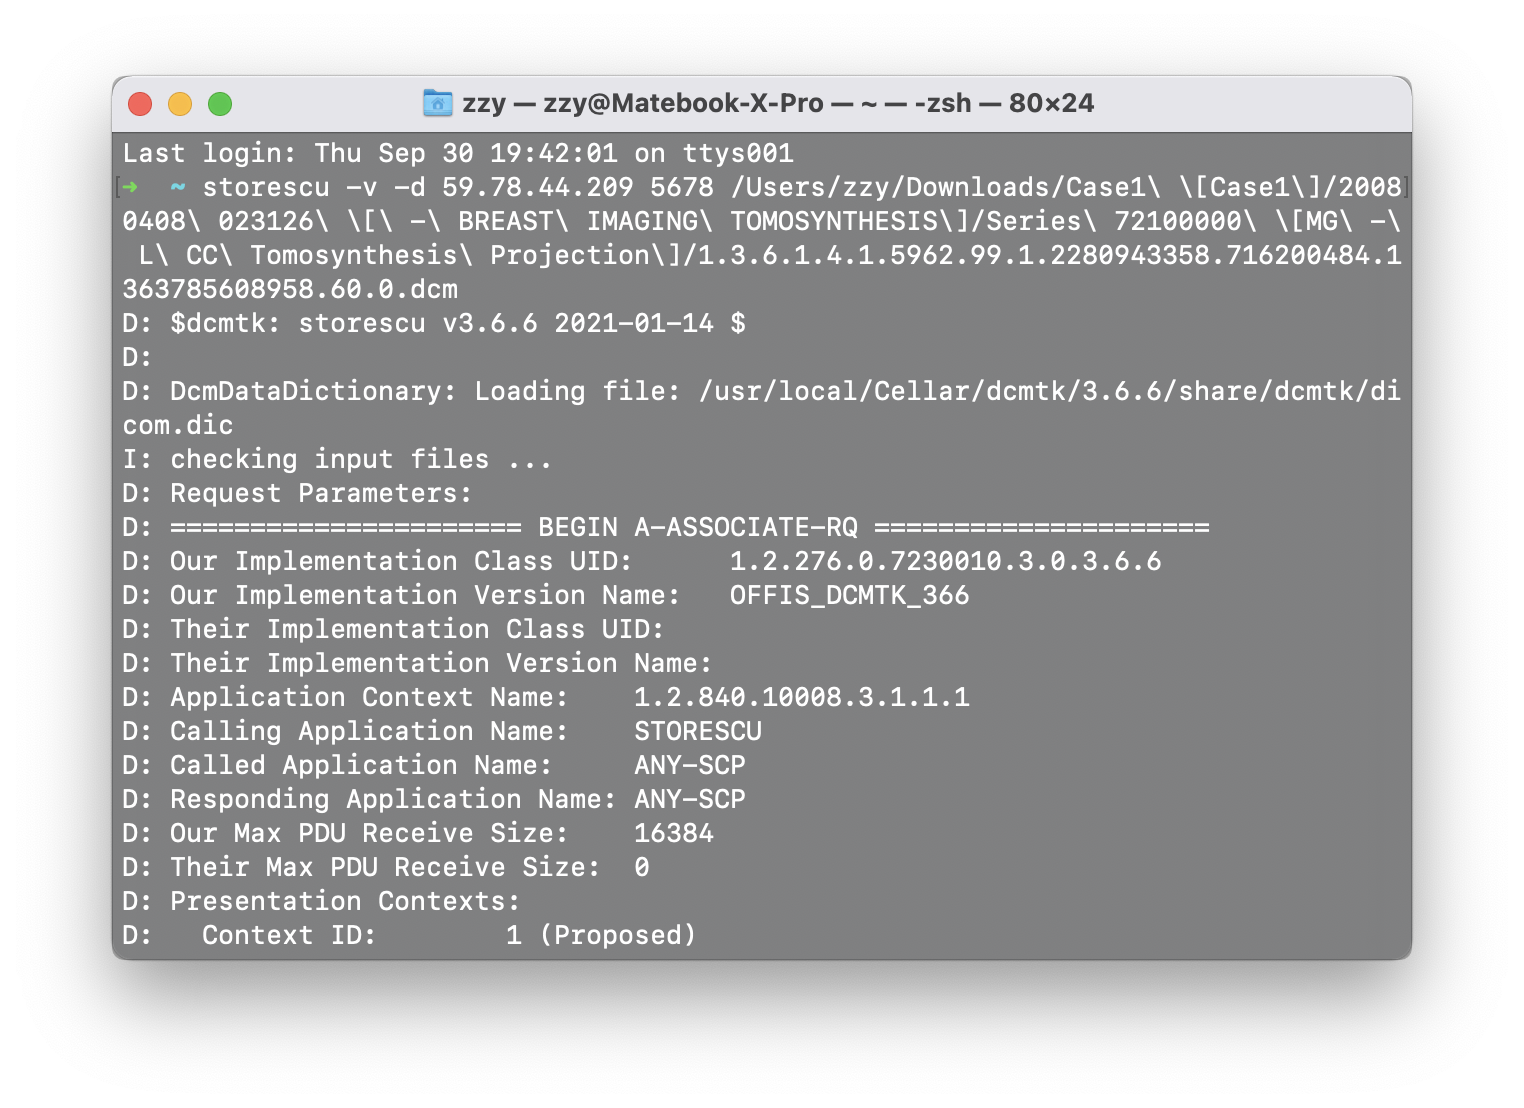 zzy — zzy@Matebook-X-Pro — ~ — -zsh — 80×24
Last login: Thu Sep 30 19:42:01 on ttys001
[➜  ~ storescu -v -d 59.78.44.209 5678 /Users/zzy/Downloads/Case1\ \[Case1\]/2008]
0408\ 023126\ \[\ -\ BREAST\ IMAGING\ TOMOSYNTHESIS\]/Series\ 72100000\ \[MG\ -\
 L\ CC\ Tomosynthesis\ Projection\]/1.3.6.1.4.1.5962.99.1.2280943358.716200484.1
363785608958.60.0.dcm
D: $dcmtk: storescu v3.6.6 2021-01-14 $
D:
D: DcmDataDictionary: Loading file: /usr/local/Cellar/dcmtk/3.6.6/share/dcmtk/di
com.dic
I: checking input files ...
D: Request Parameters:
D: ====================== BEGIN A-ASSOCIATE-RQ =====================
D: Our Implementation Class UID:      1.2.276.0.7230010.3.0.3.6.6
D: Our Implementation Version Name:   OFFIS_DCMTK_366
D: Their Implementation Class UID:
D: Their Implementation Version Name:
D: Application Context Name:    1.2.840.10008.3.1.1.1
D: Calling Application Name:    STORESCU
D: Called Application Name:     ANY-SCP
D: Responding Application Name: ANY-SCP
D: Our Max PDU Receive Size:    16384
D: Their Max PDU Receive Size:  0
D: Presentation Contexts:
D:   Context ID:        1 (Proposed)